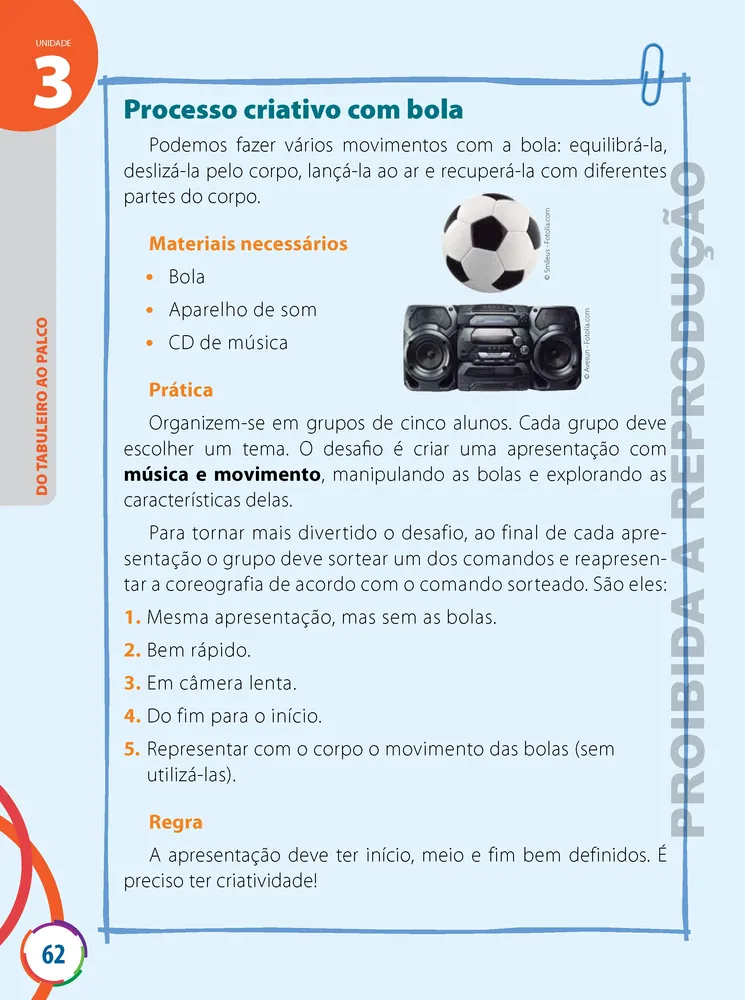 UNIDADE
3
Processo criativo com bola
Podemos fazer vários movimentos com a bola: equilibrá-la,
deslizá-la pelo corpo, lançá-la ao ar e recuperá-la com diferentes
partes do corpo.
Materiais necessários
• Bola
• Aparelho de som
• CD de música
© Smileus - Fotolia.com
© Avesun - Fotolia.com
Prática
Organizem-se em grupos de cinco alunos. Cada grupo deve
escolher um tema. O desafio é criar uma apresentação com
música e movimento, manipulando as bolas e explorando as
características delas.
Para tornar mais divertido o desafio, ao final de cada apre-
sentação o grupo deve sortear um dos comandos e reapresen-
tar a coreografia de acordo com o comando sorteado. São eles:
1. Mesma apresentação, mas sem as bolas.
2. Bem rápido.
3. Em câmera lenta.
4. Do fim para o início.
5. Representar com o corpo o movimento das bolas (sem
utilizá-las).
Regra
A apresentação deve ter início, meio e fim bem definidos. É
preciso ter criatividade!
DO TABULEIRO AO PALCO
PROIBIDA A REPRODUÇÃO
62